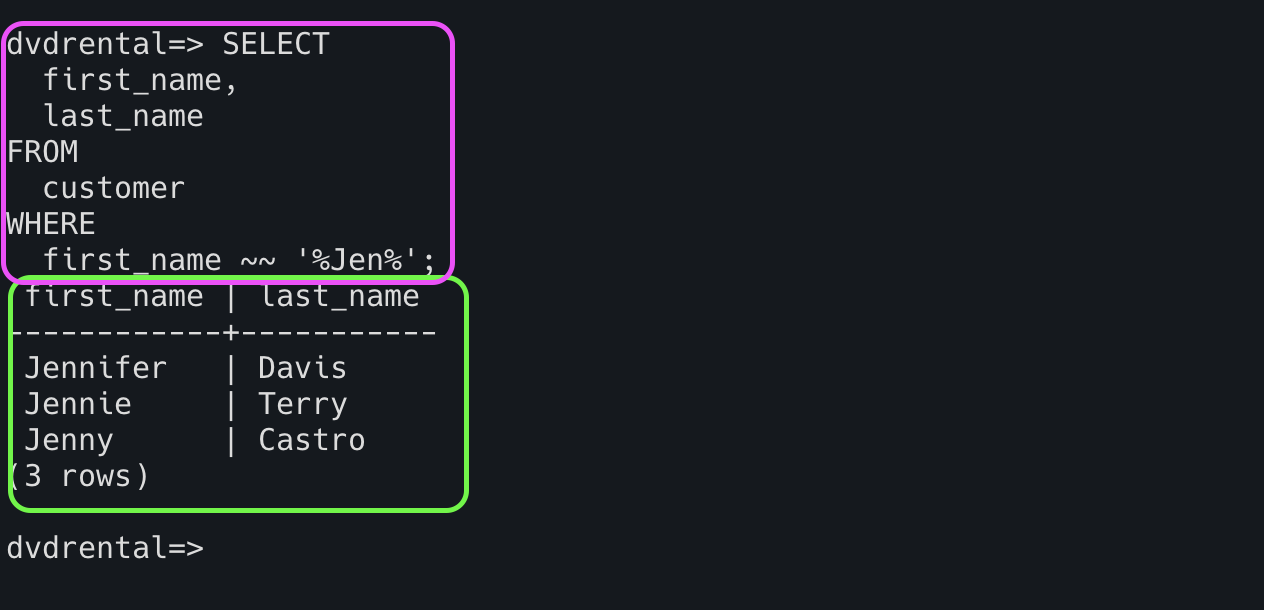 dvdrental=> SELECT
  first_name,
  last_name
FROM
  customer
WHERE
  first_name ~~ '%Jen%';
 first_name | last_name
------------+-----------
 Jennifer   | Davis
 Jennie     | Terry
 Jenny      | Castro
(3 rows)

dvdrental=>